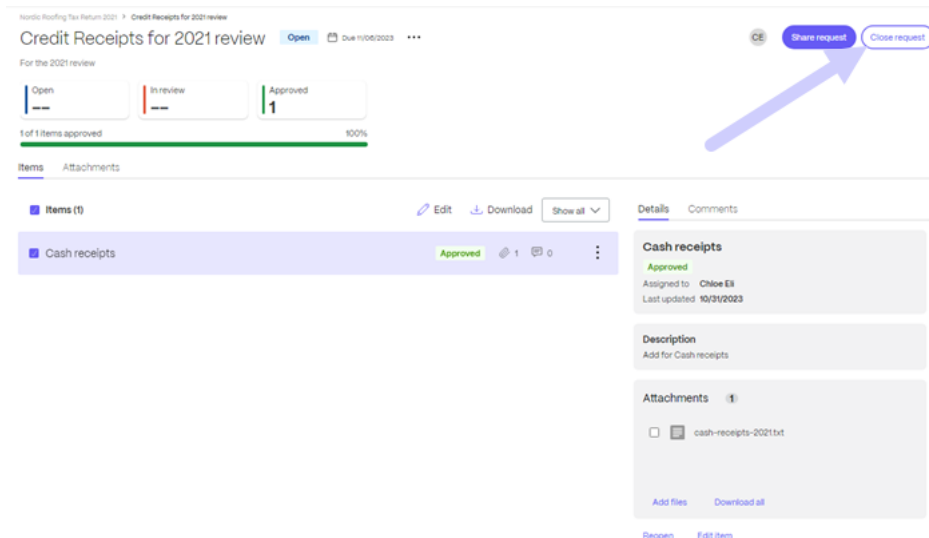 Nordic Roofing Tax Return 2021 > Credit Receipts for 2021 review
Credit Receipts for 2021 review Open Due 11/06/2023 •••
CE Share request Close request
For the 2021 review
Open
--
In review
--
Approved
1
1 of 1 items approved 100%
Items Attachments
Items (1) Edit Download Show all
Cash receipts Approved 1 0
Details Comments
Cash receipts
Approved
Assigned to Chloe Eli
Last updated 10/31/2023
Description
Add for Cash receipts
Attachments 1
cash-receipts-2021.txt
Add files Download all
Reopen Edit item